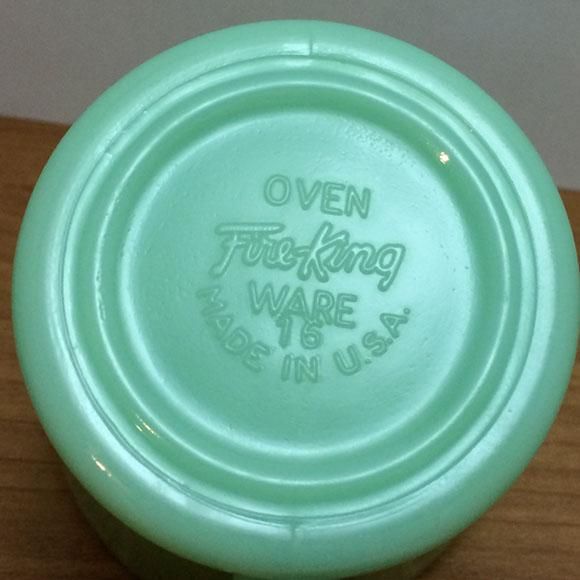 OVEN
Fire-King
WARE
16
MADE IN U.S.A.